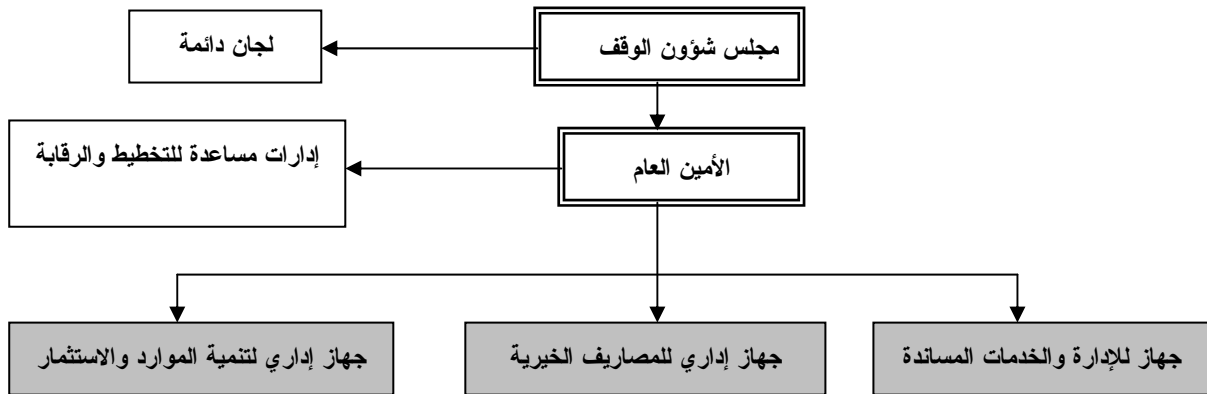 مجلس شؤون الوقف
لجان دائمة
الأمين العام
إدارات مساعدة للتخطيط والرقابة
جهاز للإدارة والخدمات المساندة
جهاز إداري للمصاريف الخيرية
جهاز إداري لتنمية الموارد والاستثمار